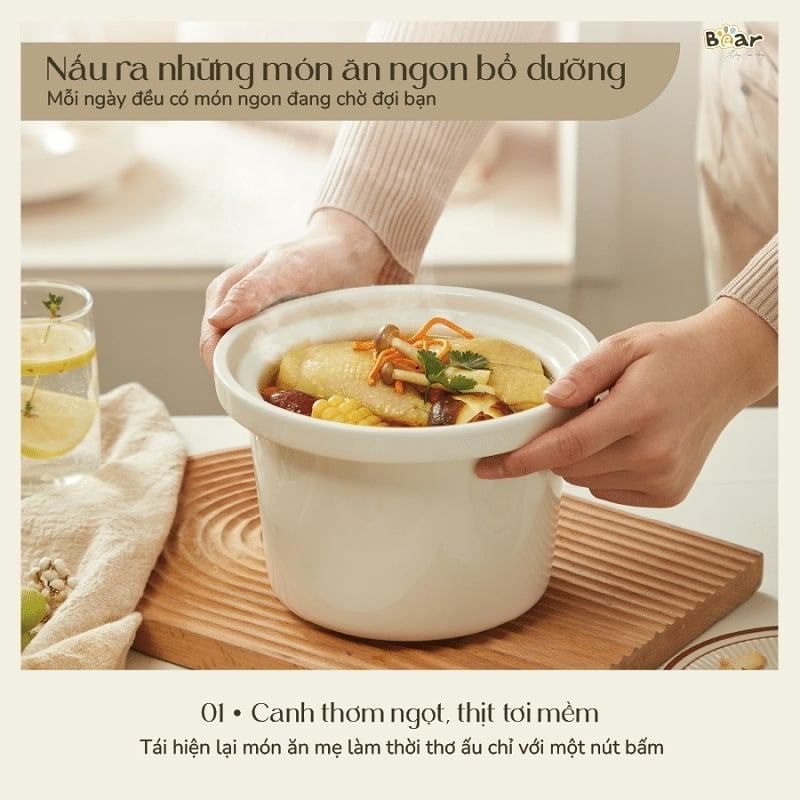 Bear
Nấu ra những món ăn ngon bổ dưỡng
Mỗi ngày đều có món ngon đang chờ đợi bạn
01 • Canh thơm ngọt, thịt tơi mềm
Tái hiện lại món ăn mẹ làm thời thơ ấu chỉ với một nút bấm